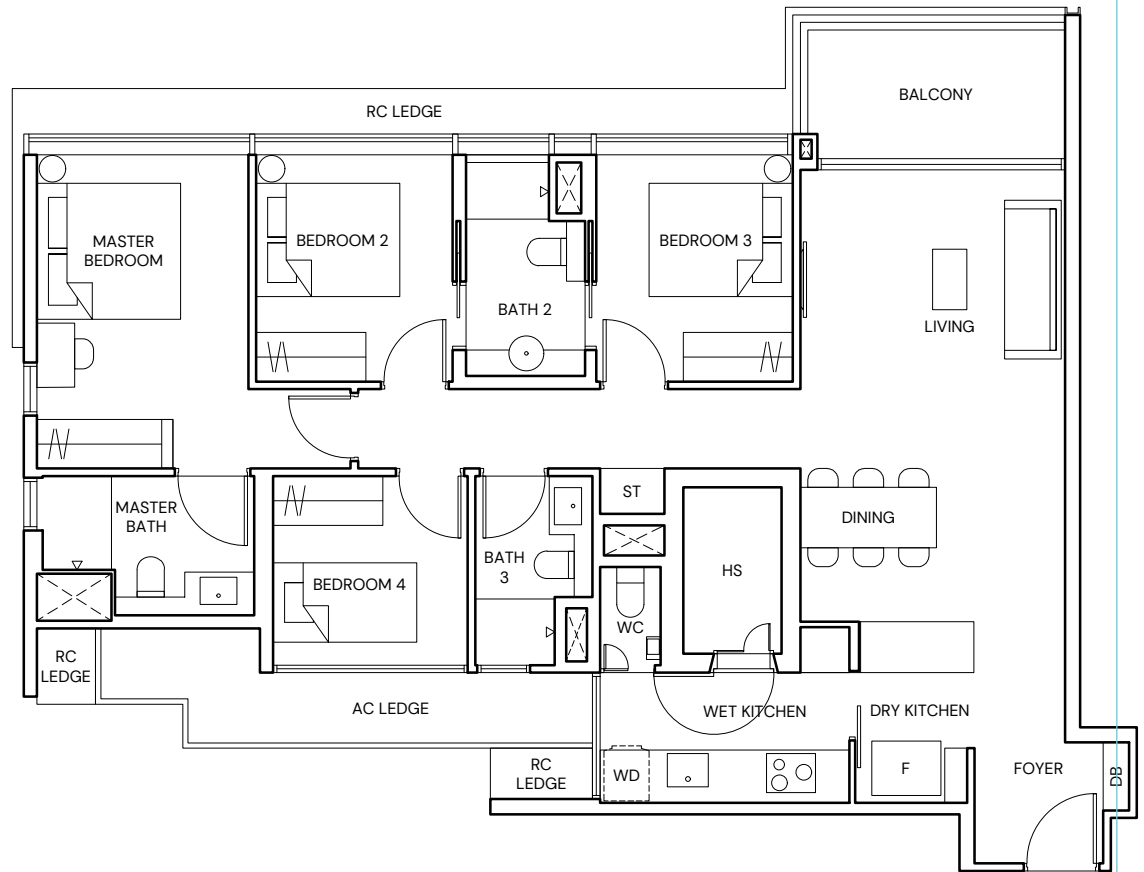 BALCONY
RC LEDGE
MASTER
BEDROOM
BEDROOM 2
BEDROOM 3
BATH 2
LIVING
ST
MASTER
BATH
DINING
BATH
3
HS
BEDROOM 4
WC
RC
LEDGE
AC LEDGE
WET KITCHEN
DRY KITCHEN
RC
LEDGE
WD
F
FOYER
DB